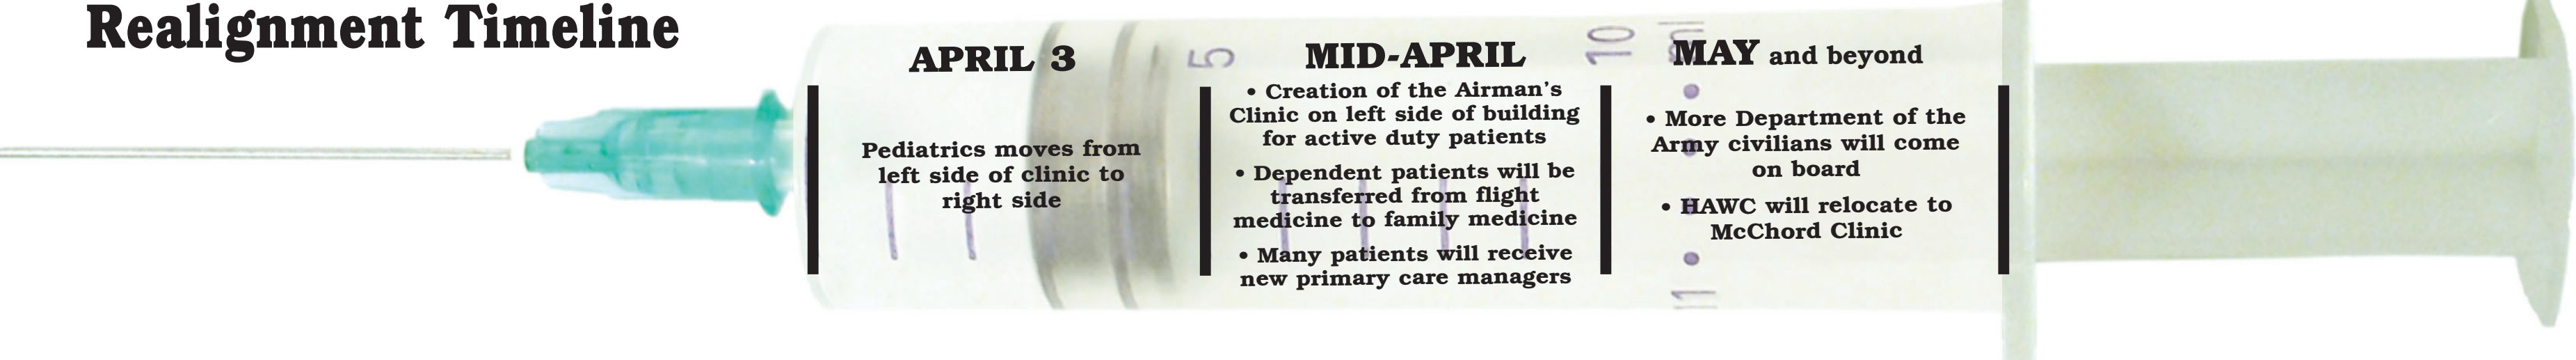 Realignment Timeline
APRIL 3
Pediatrics moves from
left side of clinic to
right side
5
MID-APRIL
• Creation of the Airman's
Clinic on left side of building
for active duty patients
• Dependent patients will be
transferred from flight
medicine to family medicine
• Many patients will receive
new primary care managers
10
ml
MAY and beyond
• More Department of the
Army civilians will come
on board
• HAWC will relocate to
McChord Clinic